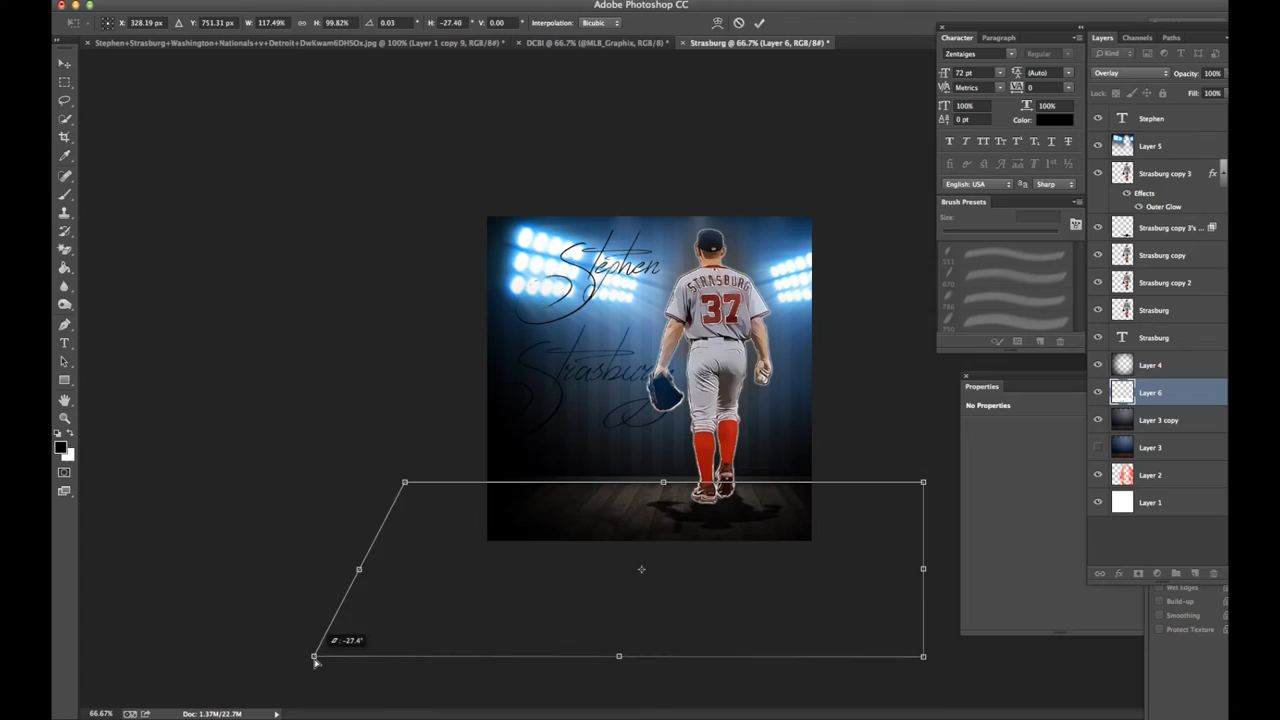 Adobe Photoshop CC
X: 328.19 px Y: 751.31 px W: 117.49% H: 99.82% 0.03 ° H: -27.40 ° V: 0.00 ° Interpolation: Bicubic
Stephen+Strasburg+Washington+Nationals+v+Detroit+DwKwam6DHSOx.jpg @ 100% (Layer 1 copy 9, RGB/8#) *
DCBI @ 66.7% (@MLB_Graphix, RGB/8#) *
Strasburg @ 66.7% (Layer 6, RGB/8#) *
Character Paragraph
Zentaiges Regular
72 pt (Auto)
Metrics 0
100% 100%
0 pt Color:
English: USA Sharp
Brush Presets
Size:
551
670
786
750
Properties
No Properties
Layers Channels Paths
Kind
Overlay Opacity: 100%
Lock: Fill: 100%
Stephen
Layer 5
Strasburg copy 3 fx
Effects
Outer Glow
Strasburg copy 3's ...
Strasburg copy
Strasburg copy 2
Strasburg
Strasburg
Layer 4
Layer 6
Layer 3 copy
Layer 3
Layer 2
Layer 1
Wet Edges
Build-up
Smoothing
Protect Texture
Stephen
Strasburg
STRASBURG
37
: -27.4°
66.67% Doc: 1.37M/22.7M